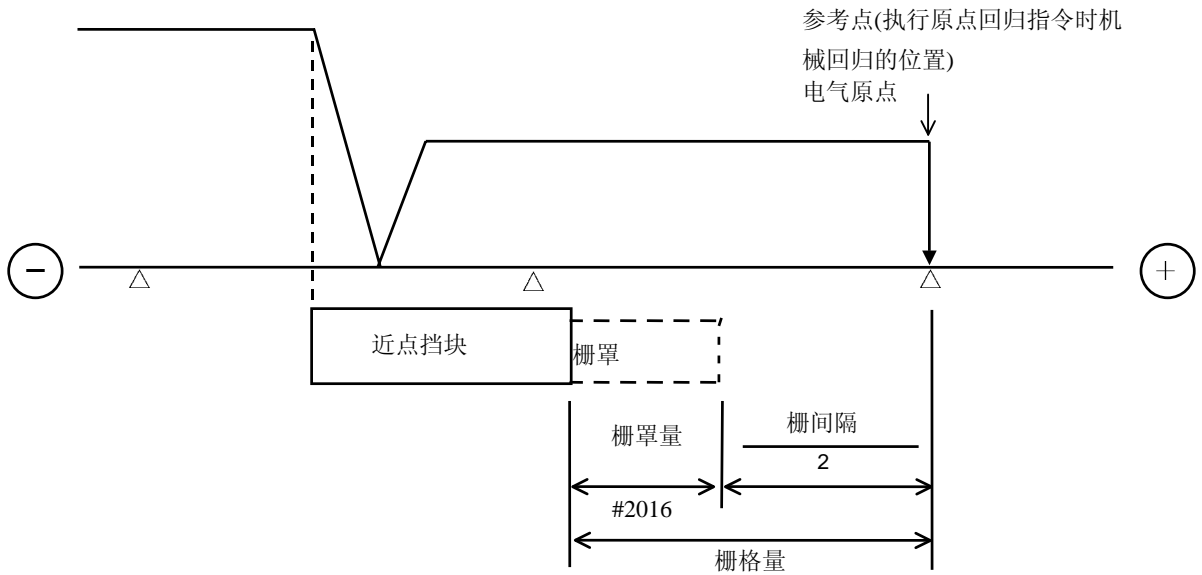 参考点(执行原点回归指令时机
械回归的位置)
电气原点
−
+
近点挡块
栅罩
栅罩量
栅间隔
2
#2016
栅格量